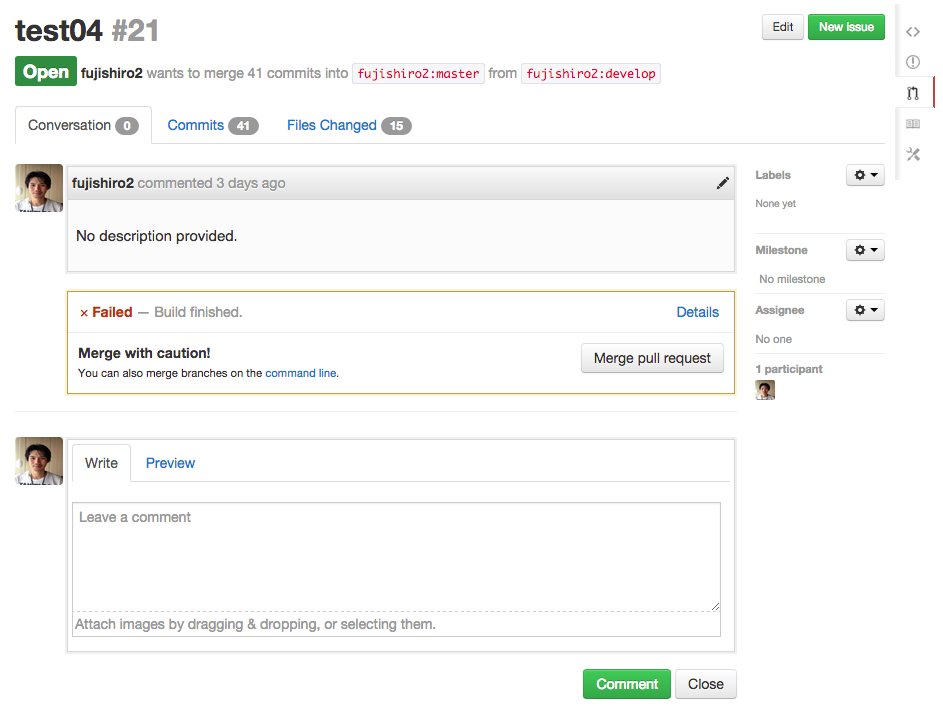 test04 #21
Edit
New issue
Open fujishiro2 wants to merge 41 commits into fujishiro2:master from fujishiro2:develop
Conversation 0 Commits 41 Files Changed 15
fujishiro2 commented 3 days ago
No description provided.
× Failed — Build finished.
Details
Merge with caution!
You can also merge branches on the command line.
Merge pull request
Labels
None yet
Milestone
No milestone
Assignee
No one
1 participant
Write Preview
Leave a comment
Attach images by dragging & dropping, or selecting them.
Comment Close